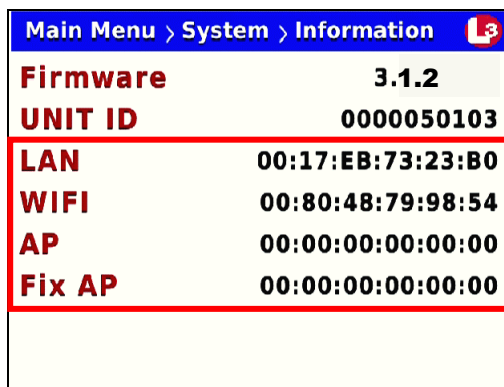 Main Menu > System > Information L3
Firmware 3.1.2
UNIT ID 0000050103
LAN 00:17:EB:73:23:B0
WIFI 00:80:48:79:98:54
AP 00:00:00:00:00:00
Fix AP 00:00:00:00:00:00